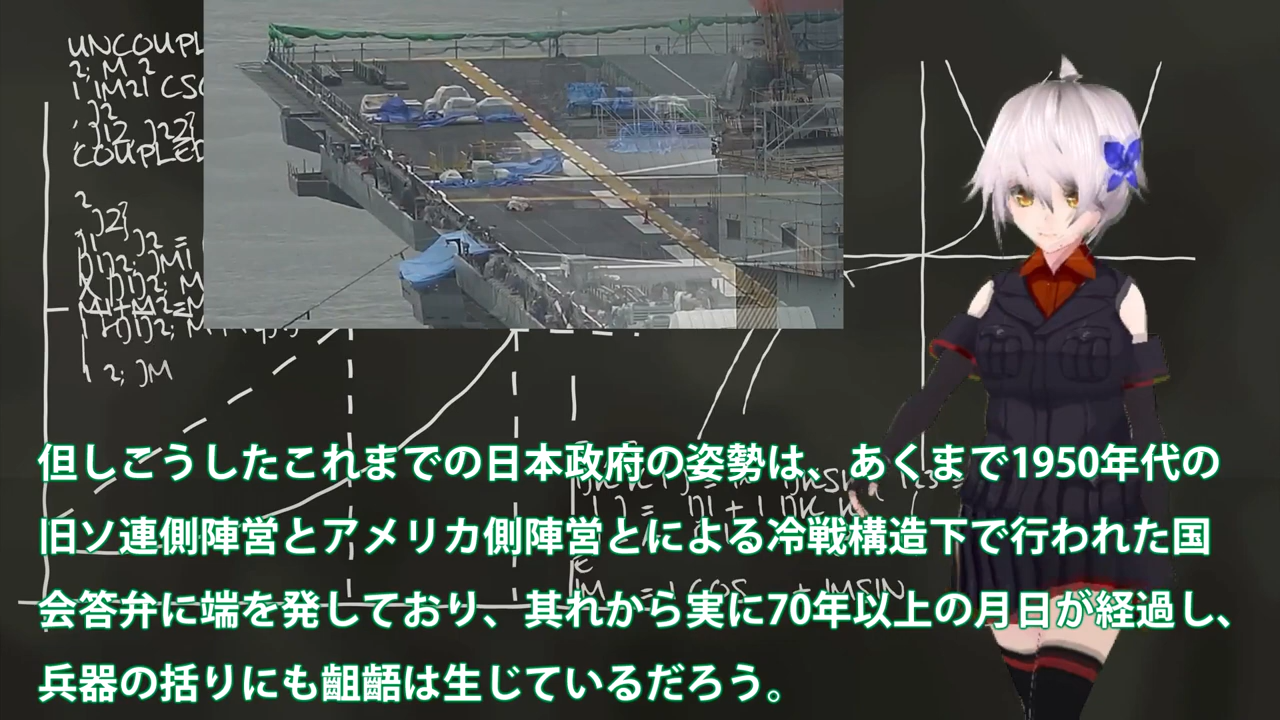 UNCOUPL
COUPLED
但しこうしたこれまでの日本政府の姿勢は、あくまで1950年代の
旧ソ連側陣営とアメリカ側陣営とによる冷戦構造下で行われた国
会答弁に端を発しており、其れから実に70年以上の月日が経過し、
兵器の括りにも齟齬は生じているだろう。